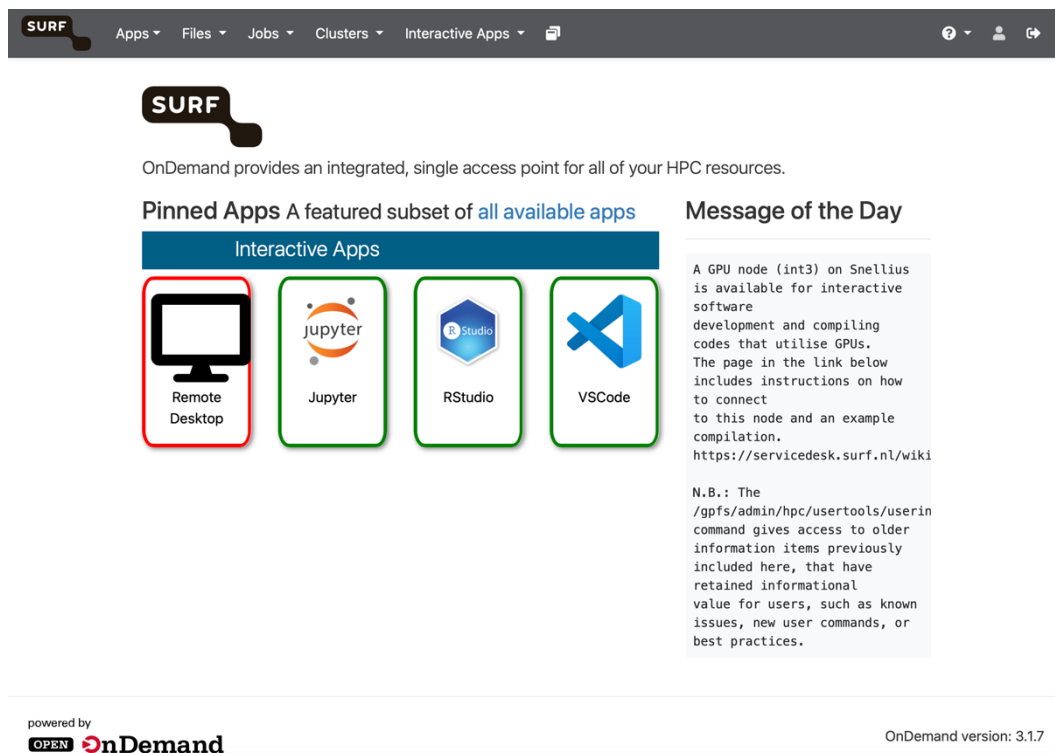 SURF
Apps Files Jobs Clusters Interactive Apps
SURF
OnDemand provides an integrated, single access point for all of your HPC resources.
Pinned Apps A featured subset of all available apps
Interactive Apps
Remote
Desktop
Jupyter
Jupyter
R Studio
RStudio
VSCode
Message of the Day
A GPU node (int3) on Snellius
is available for interactive
software
development and compiling
codes that utilise GPUs.
The page in the link below
includes instructions on how
to connect
to this node and an example
compilation.
https://servicedesk.surf.nl/wiki
N.B.: The
/gpfs/admin/hpc/usertools/userin
command gives access to older
information items previously
included here, that have
retained informational
value for users, such as known
issues, new user commands, or
best practices.
powered by
OPEN OnDemand
OnDemand version: 3.1.7